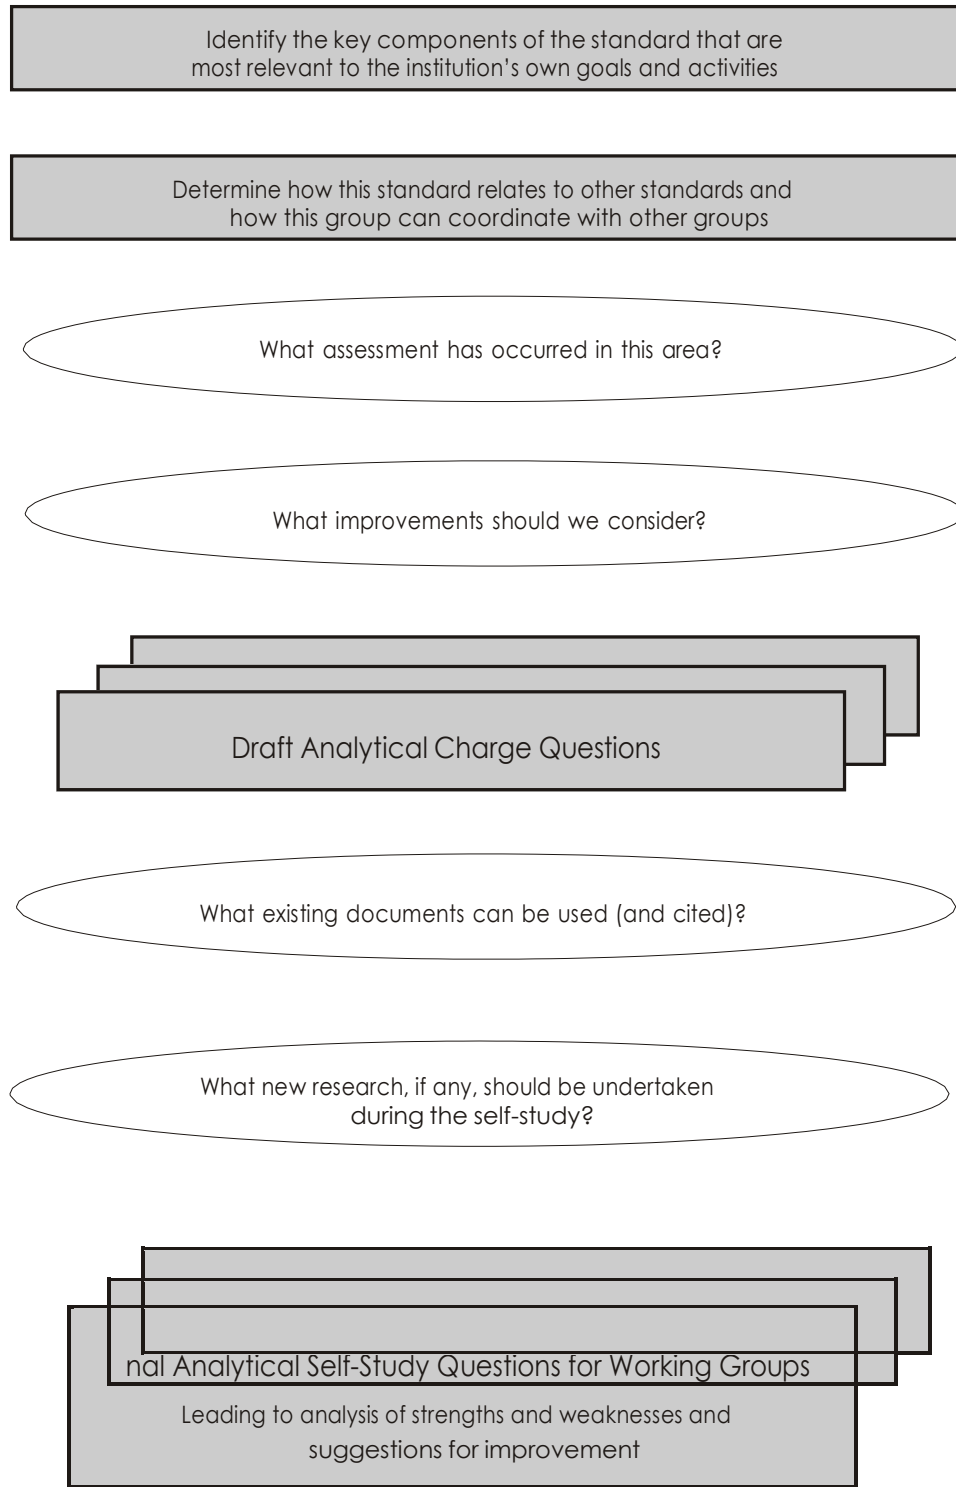 Identify the key components of the standard that are
most relevant to the institution’s own goals and activities
Determine how this standard relates to other standards and
how this group can coordinate with other groups
What assessment has occurred in this area?
What improvements should we consider?
Draft Analytical Charge Questions
What existing documents can be used (and cited)?
What new research, if any, should be undertaken
during the self-study?
nal Analytical Self-Study Questions for Working Groups
Leading to analysis of strengths and weaknesses and
suggestions for improvement